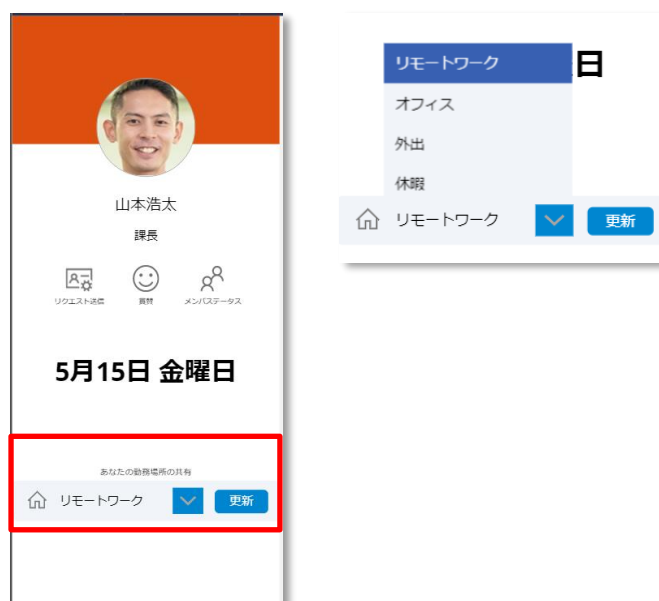 山本浩太
課長
リクエスト送信 賞賛 メンバステータス
5月15日 金曜日
あなたの勤務場所の共有
リモートワーク 更新
リモートワーク 日
オフィス
外出
休暇
リモートワーク 更新